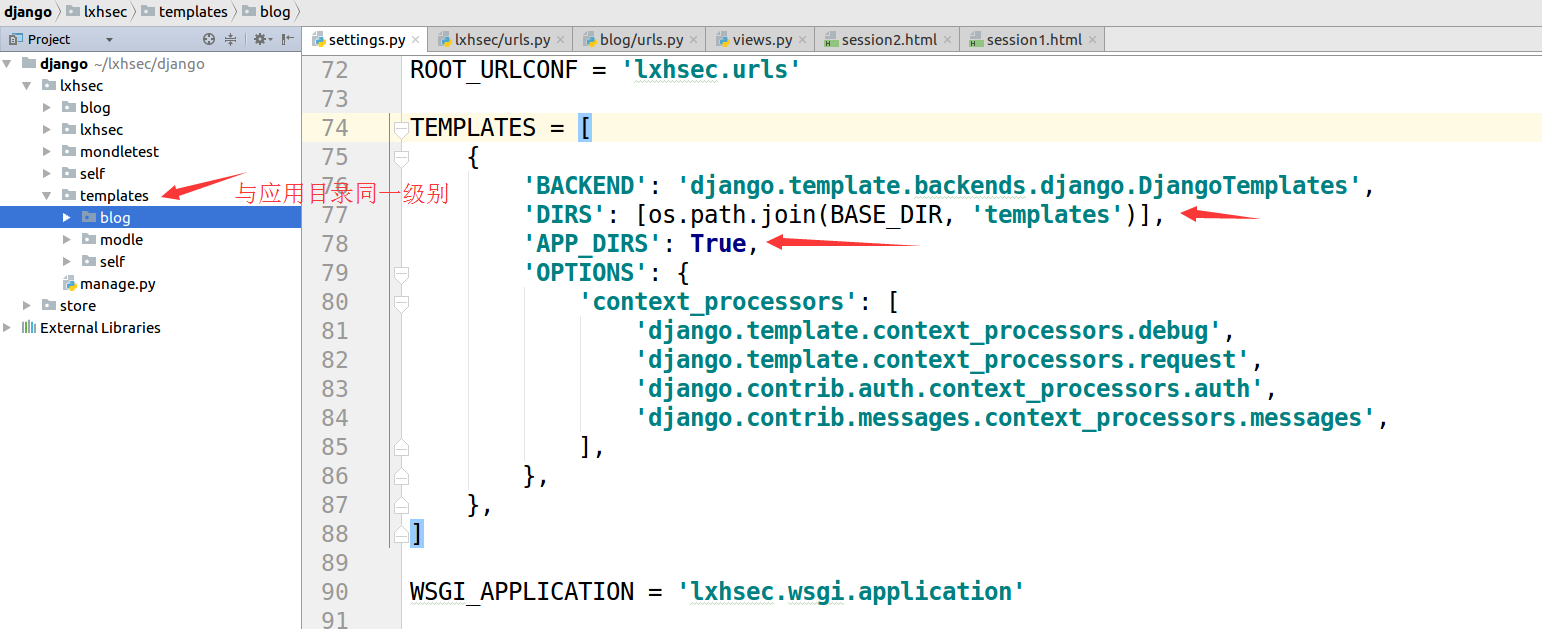 django lxhsec templates blog
Project
settings.py lxhsec/urls.py blog/urls.py views.py session2.html session1.html
django ~/lxhsec/django
lxhsec
blog
lxhsec
mondletest
self
templates
与应用目录同一级别
blog
modle
self
manage.py
store
External Libraries
72 ROOT_URLCONF = 'lxhsec.urls'
73
74 TEMPLATES = [
75 {
76 'BACKEND': 'django.template.backends.django.DjangoTemplates',
77 'DIRS': [os.path.join(BASE_DIR, 'templates')],
78 'APP_DIRS': True,
79 'OPTIONS': {
80 'context_processors': [
81 'django.template.context_processors.debug',
82 'django.template.context_processors.request',
83 'django.contrib.auth.context_processors.auth',
84 'django.contrib.messages.context_processors.messages',
85 ],
86 },
87 },
88 ]
89
90 WSGI_APPLICATION = 'lxhsec.wsgi.application'
91